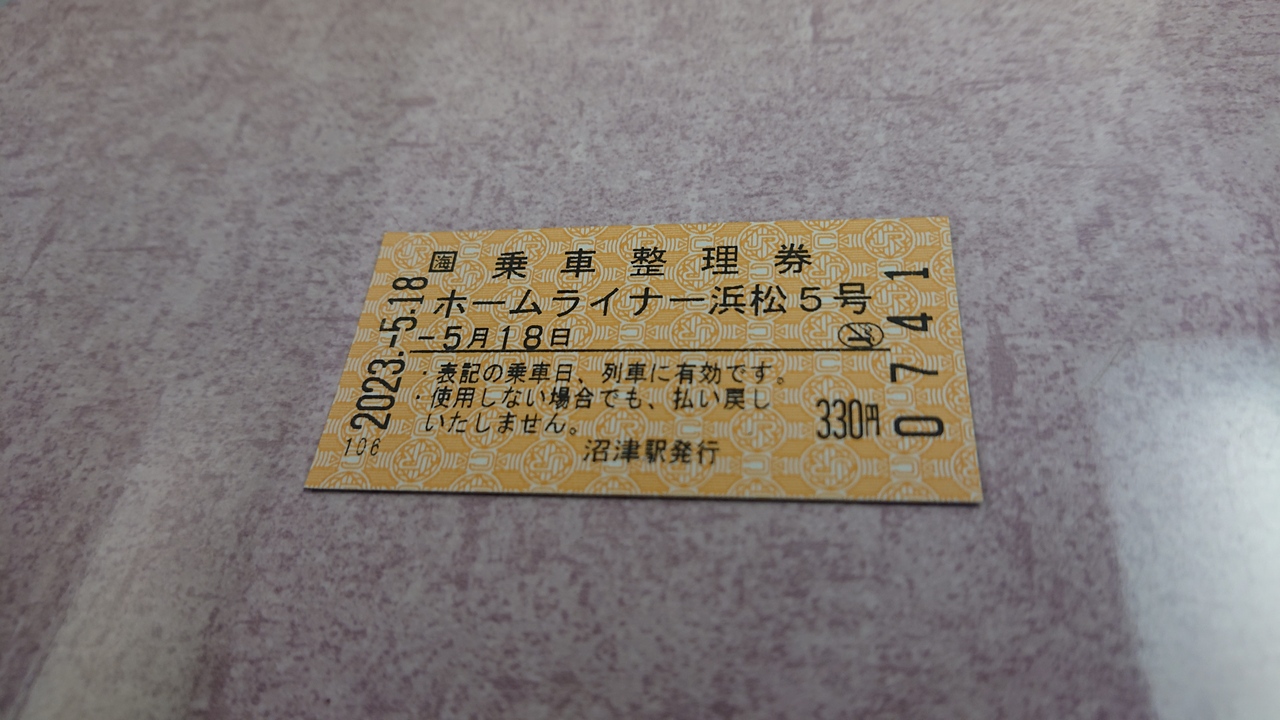 海 乗車整理券
ホームライナー浜松5号
-5月18日
・表記の乗車日、列車に有効です。
・使用しない場合でも、払い戻し
いたしません。
330円
沼津駅発行
2023.-5.18
106
0741